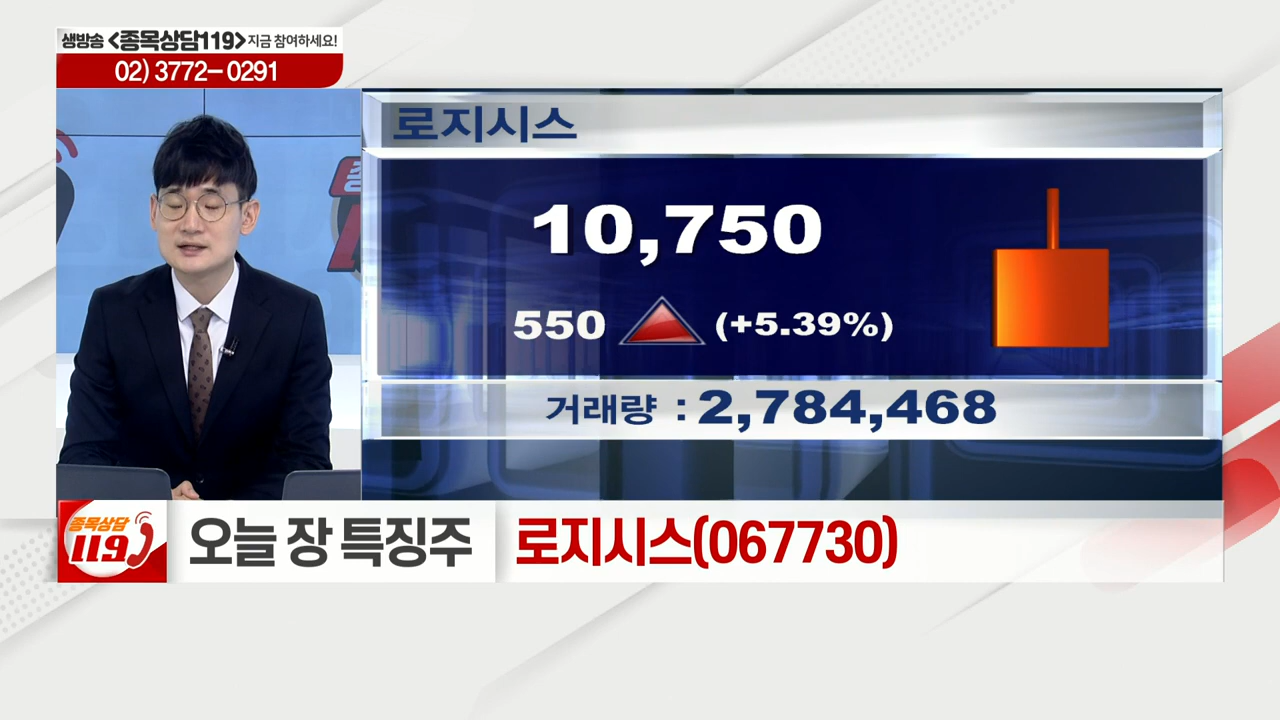 생방송 <종목상담119> 지금 참여하세요!
02) 3772-0291
로지시스
10,750
550 ▲ (+5.39%)
거래량 : 2,784,468
종목상담
119
오늘 장 특징주
로지시스(067730)